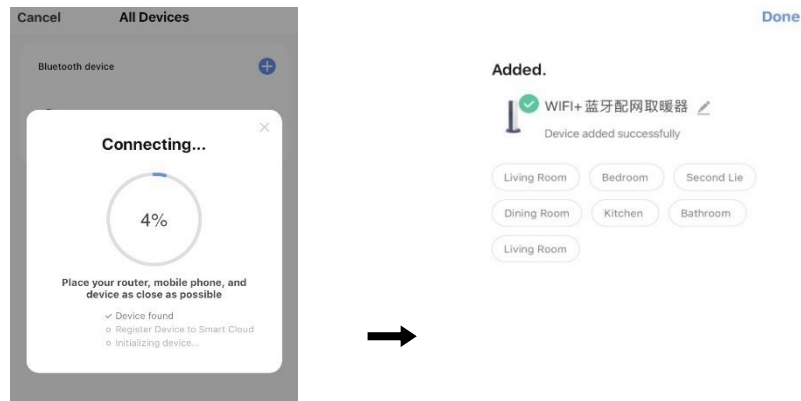 Cancel All Devices
Bluetooth device
Connecting...
4%
Place your router, mobile phone, and
device as close as possible
Device found
Register Device to Smart Cloud
Initializing device...
Done
Added.
WIFI+蓝牙配网取暖器
Device added successfully
Living Room Bedroom Second Lie
Dining Room Kitchen Bathroom
Living Room